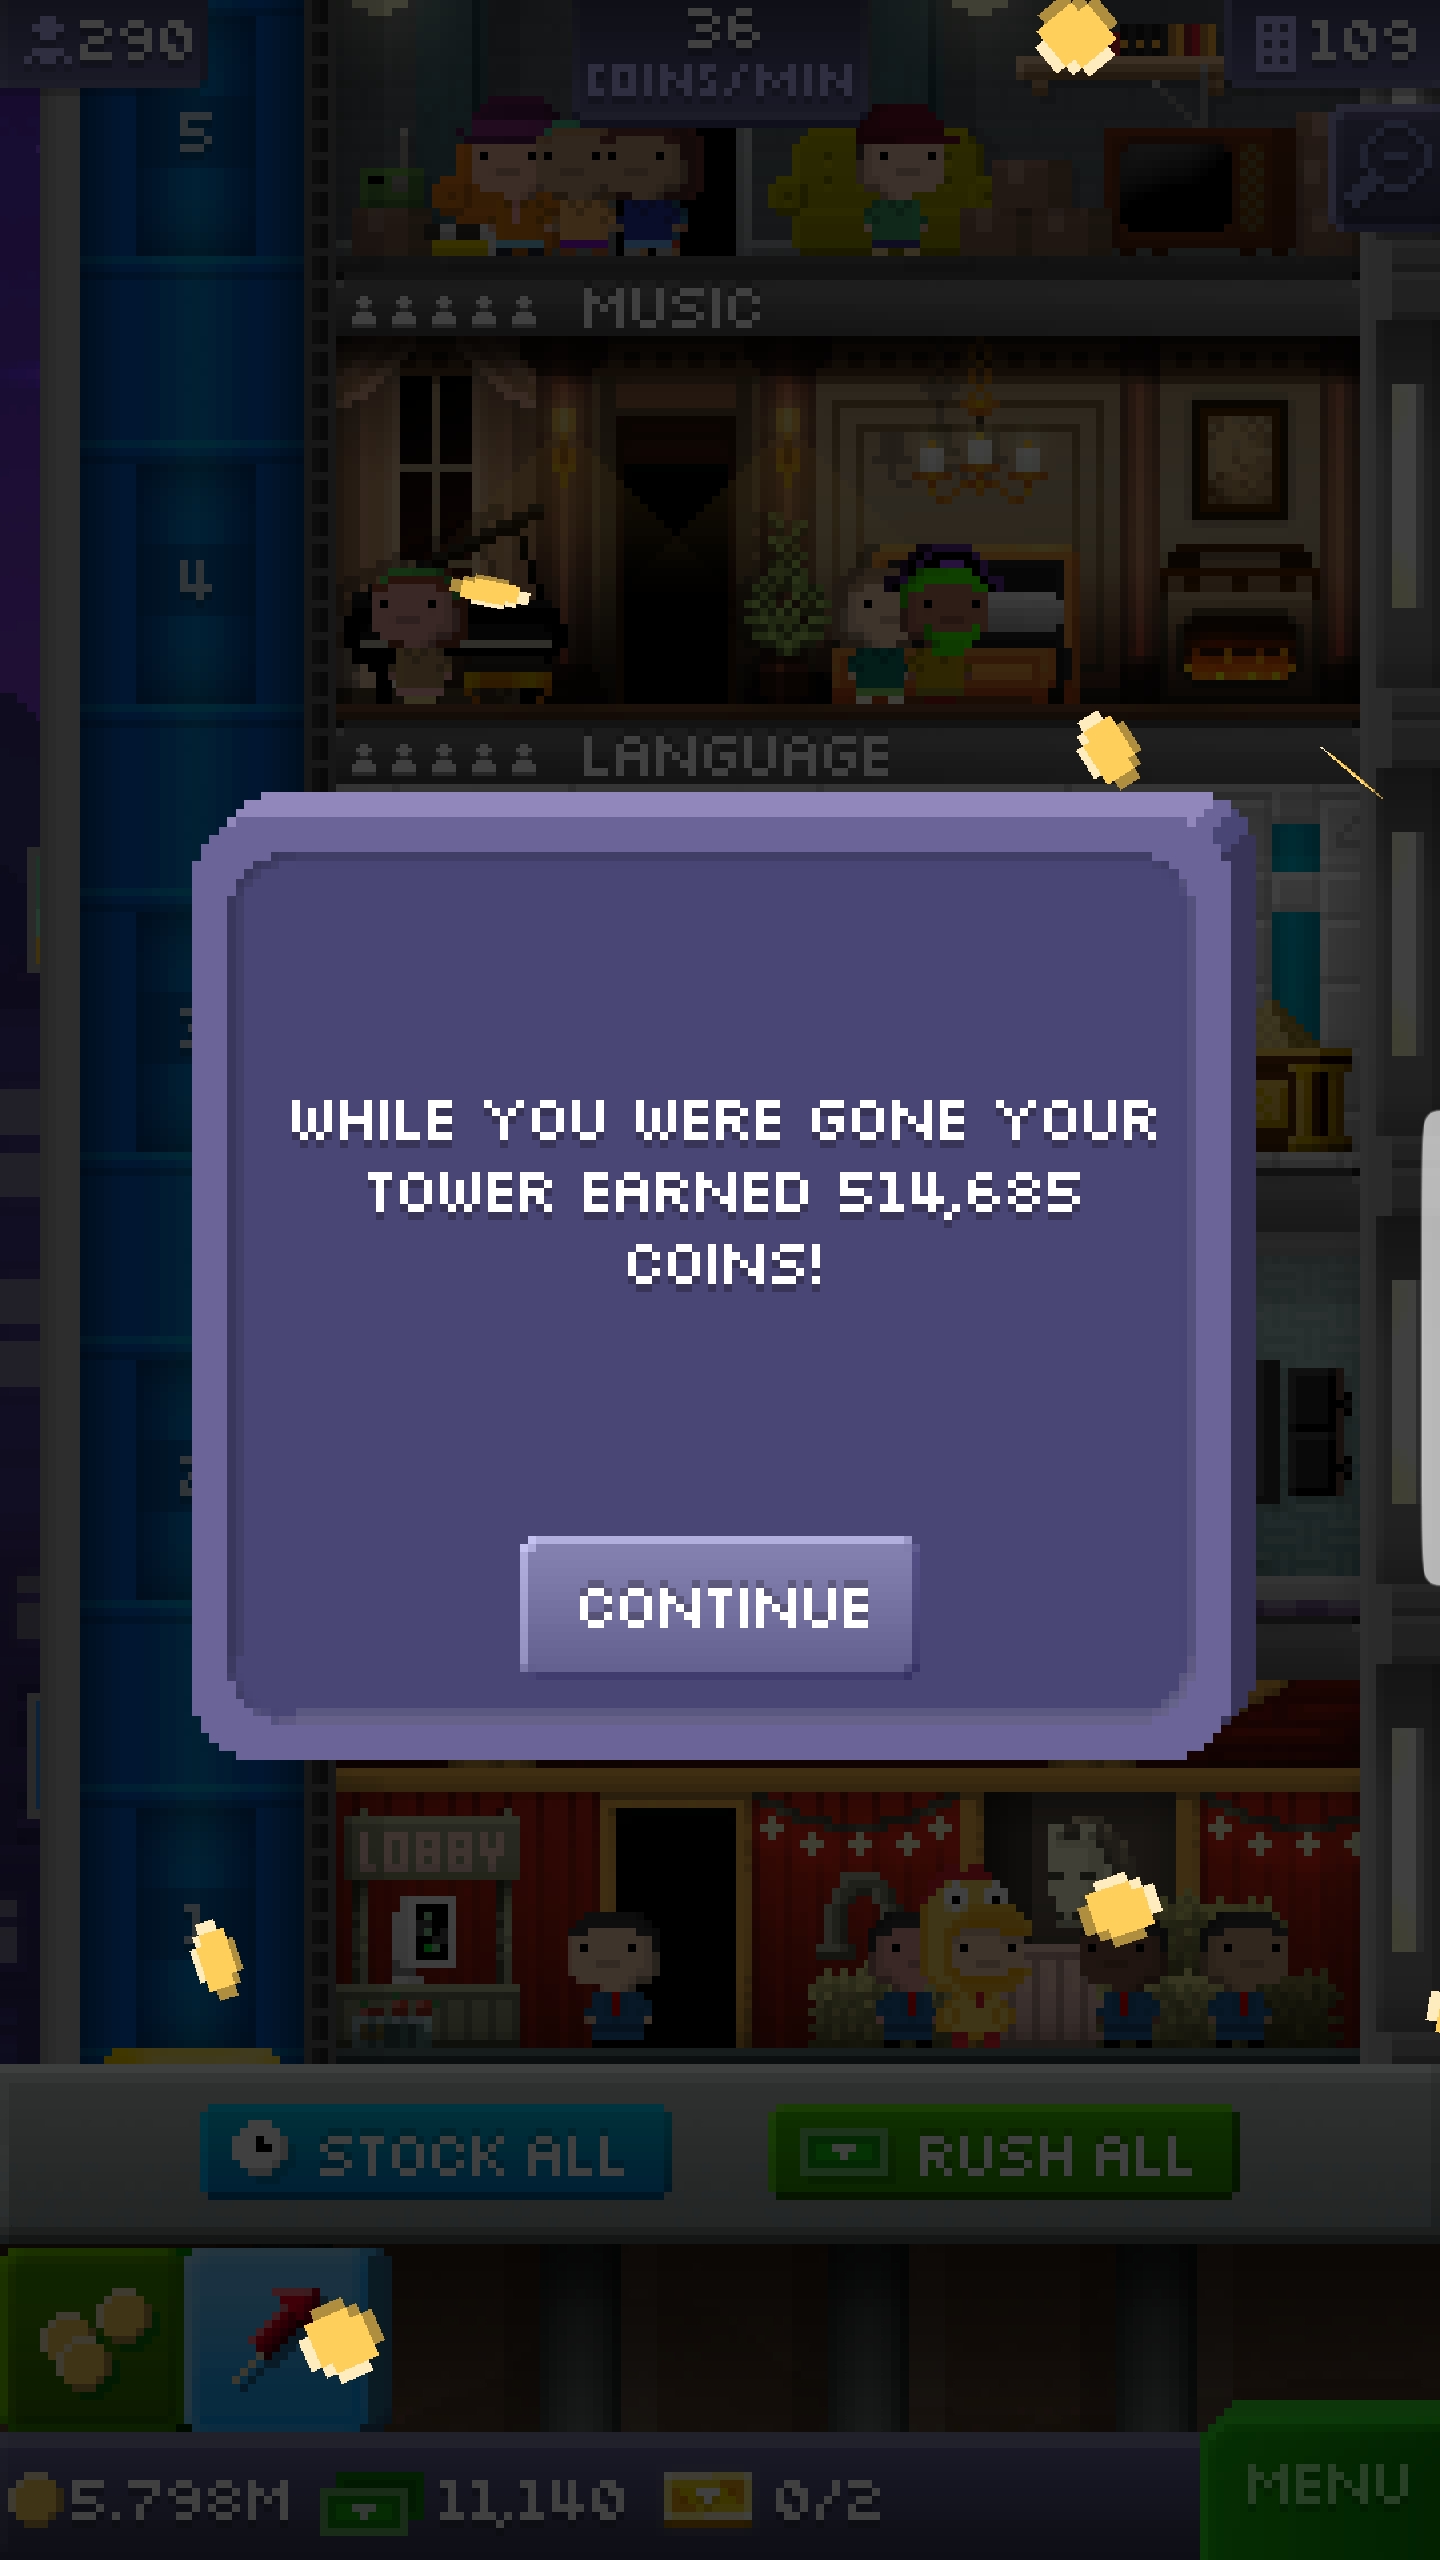 290
36
COINS/MIN
109
5
MUSIC
4
LANGUAGE
WHILE YOU WERE GONE YOUR
TOWER EARNED 514,685
COINS!
CONTINUE
LOBBY
STOCK ALL
RUSH ALL
5.798M
11,140
0/2
MENU